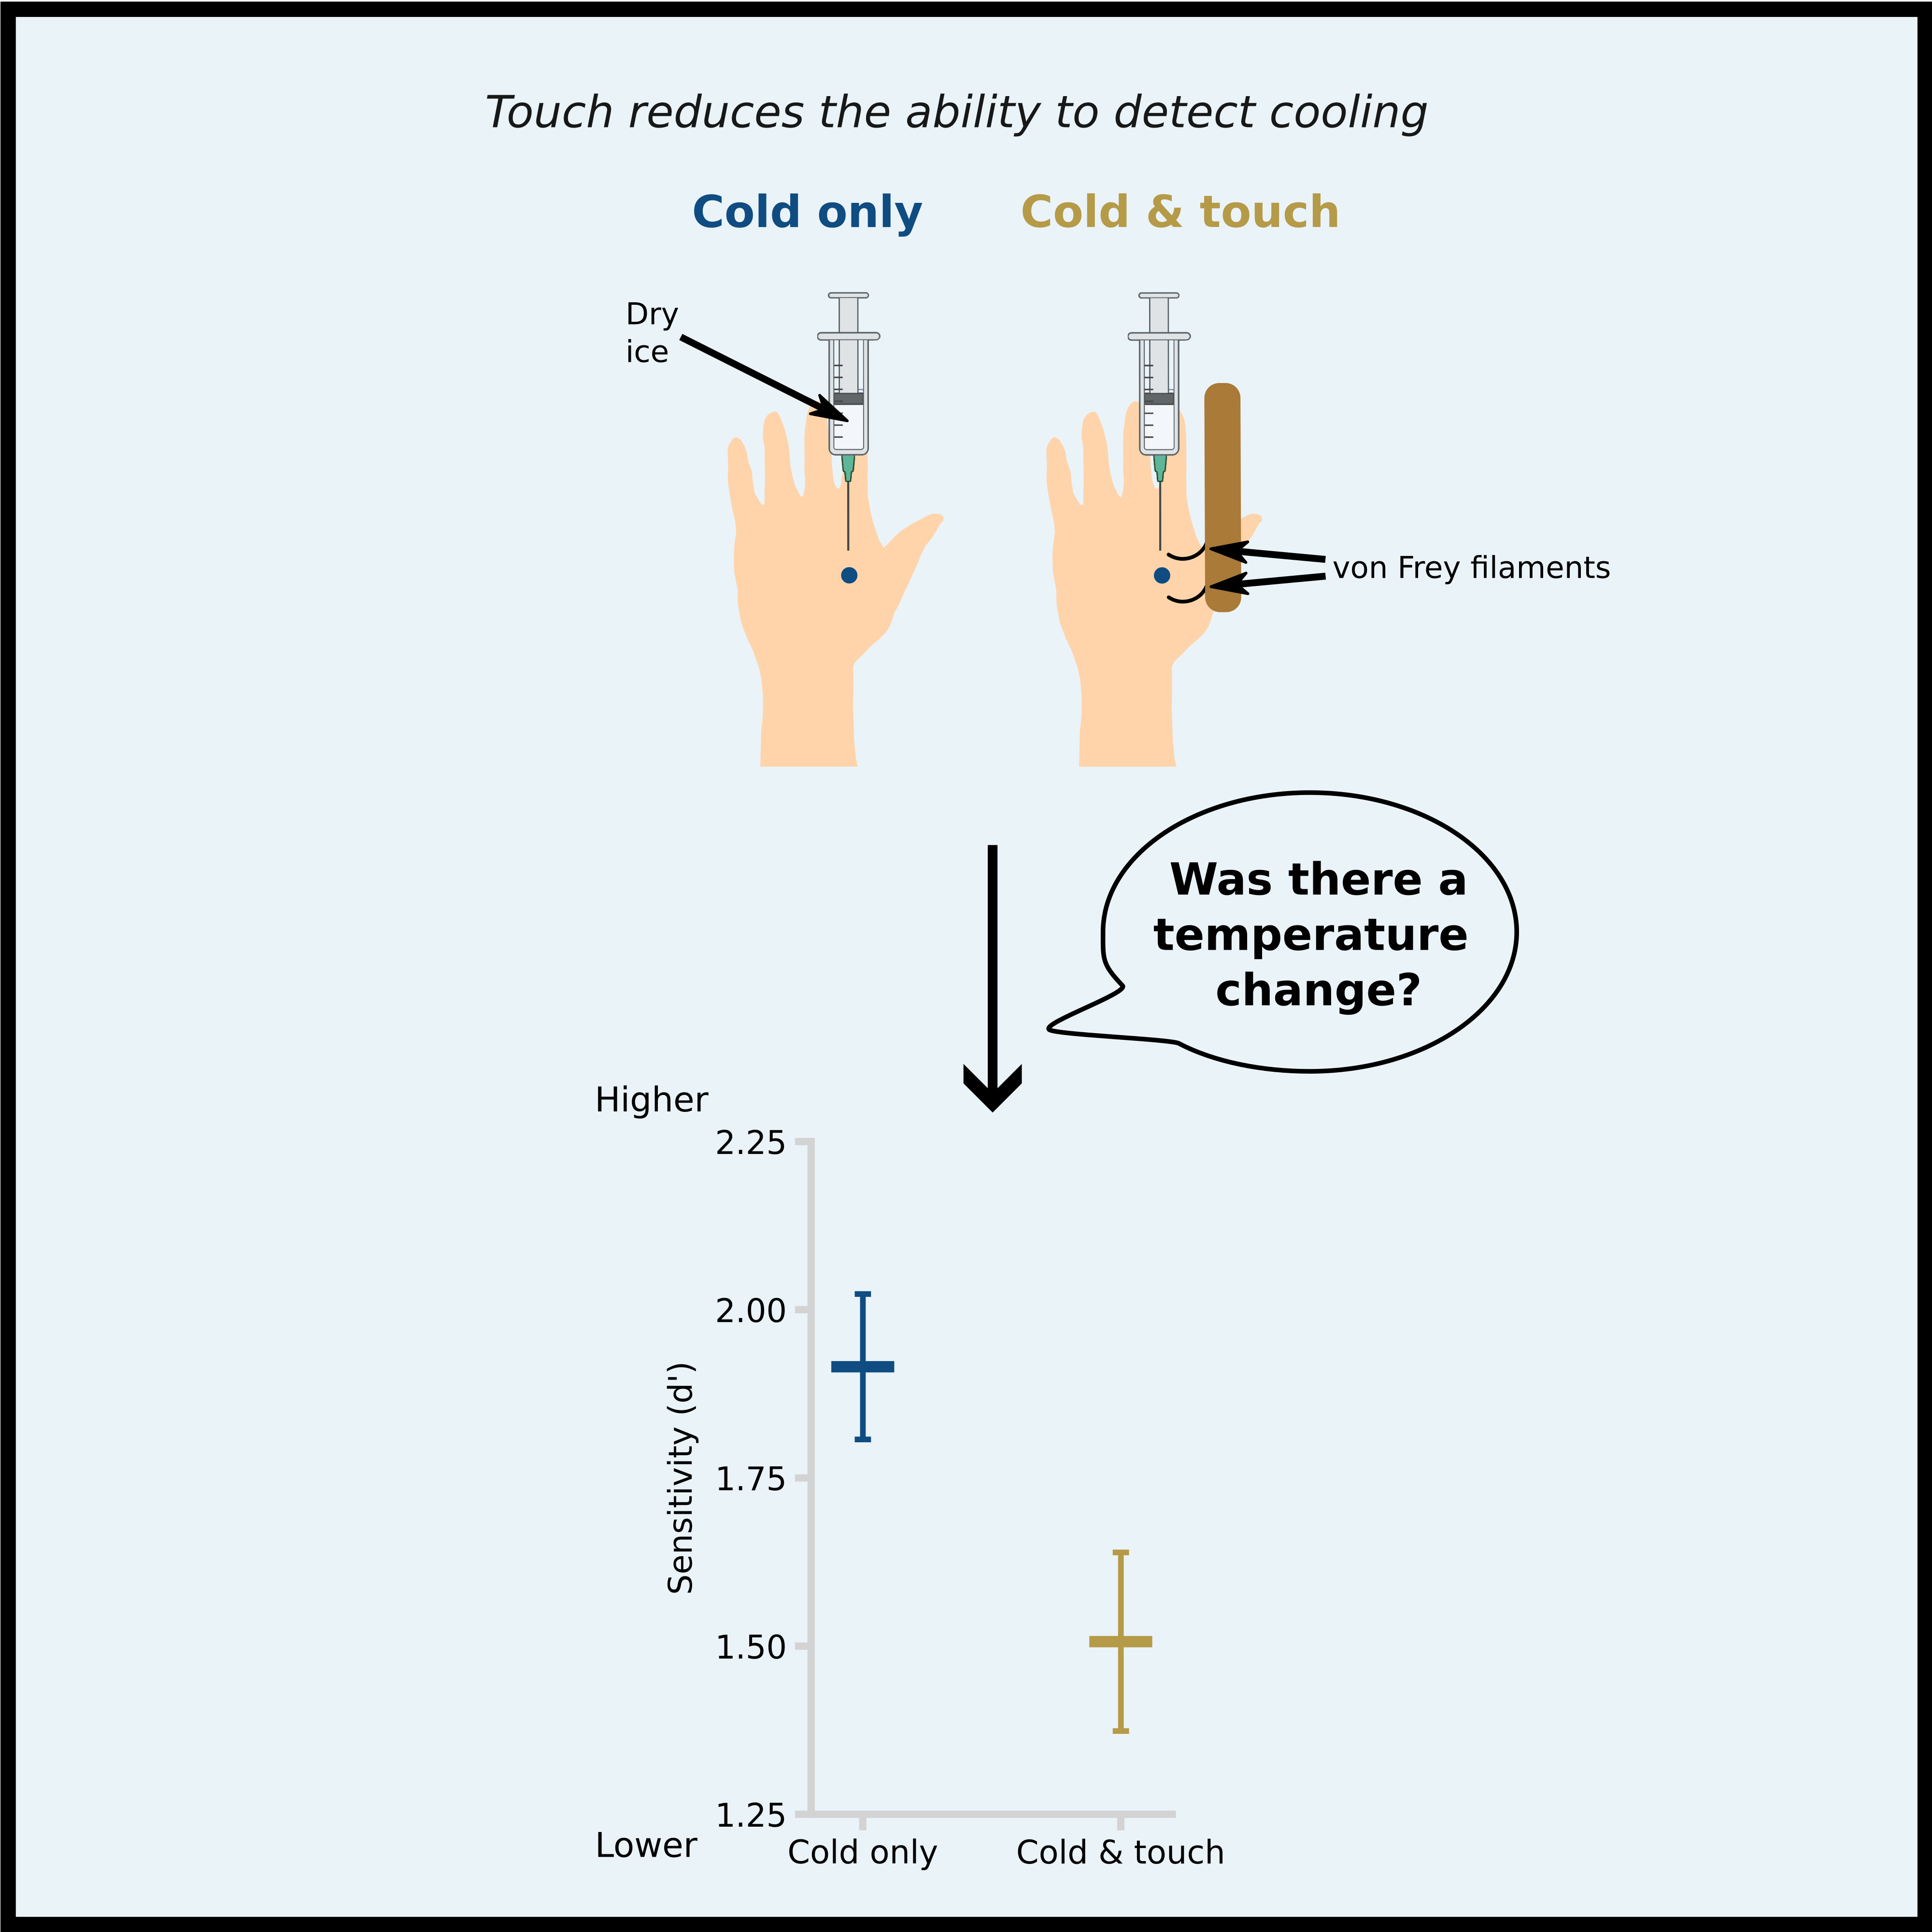 Touch reduces the ability to detect cooling
Cold only
Cold & touch
Dry
ice
von Frey filaments
Was there a
temperature
change?
Higher
2.25
2.00
1.75
1.50
1.25
Sensitivity (d')
Lower
Cold only
Cold & touch